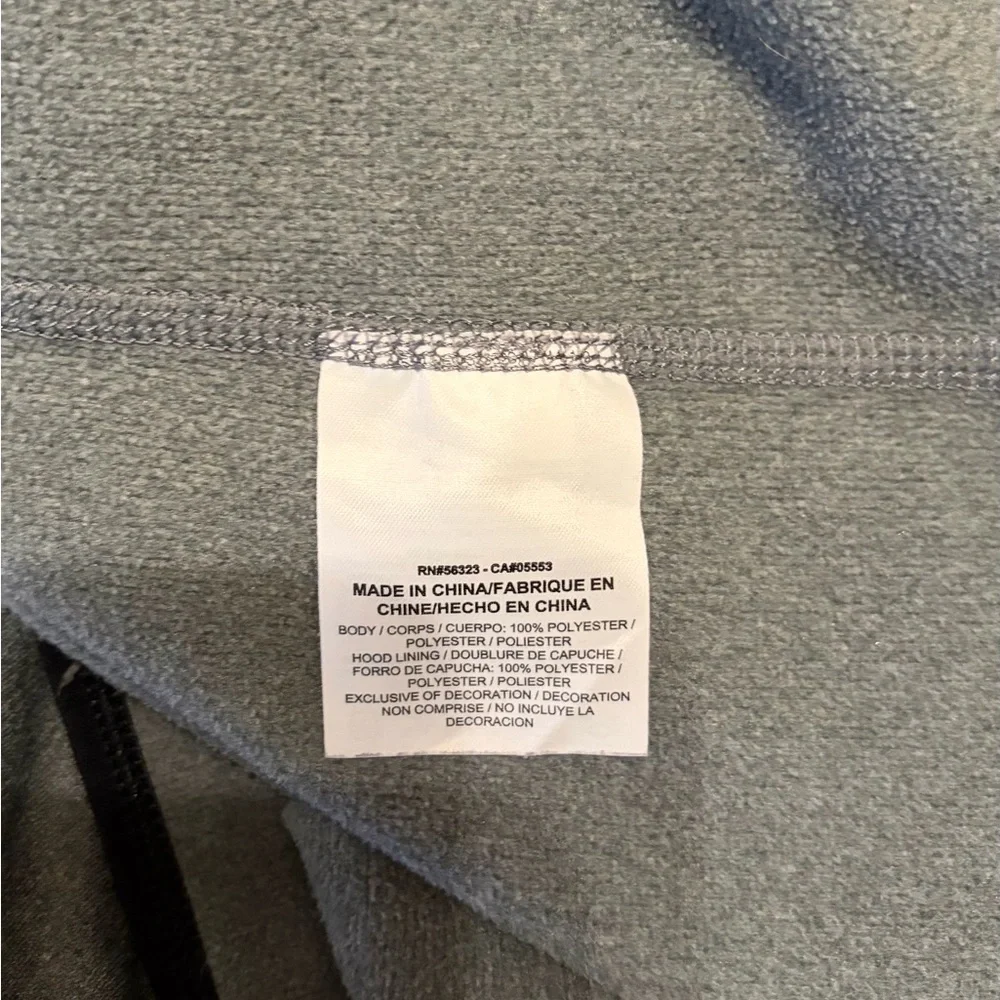 RN#56323 - CA#05553
MADE IN CHINA/FABRIQUE EN
CHINE/HECHO EN CHINA
BODY / CORPS / CUERPO: 100% POLYESTER /
POLYESTER / POLIESTER
HOOD LINING / DOUBLURE DE CAPUCHE /
FORRO DE CAPUCHA: 100% POLYESTER /
POLYESTER / POLIESTER
EXCLUSIVE OF DECORATION / DECORATION
NON COMPRISE / NO INCLUYE LA
DECORACION